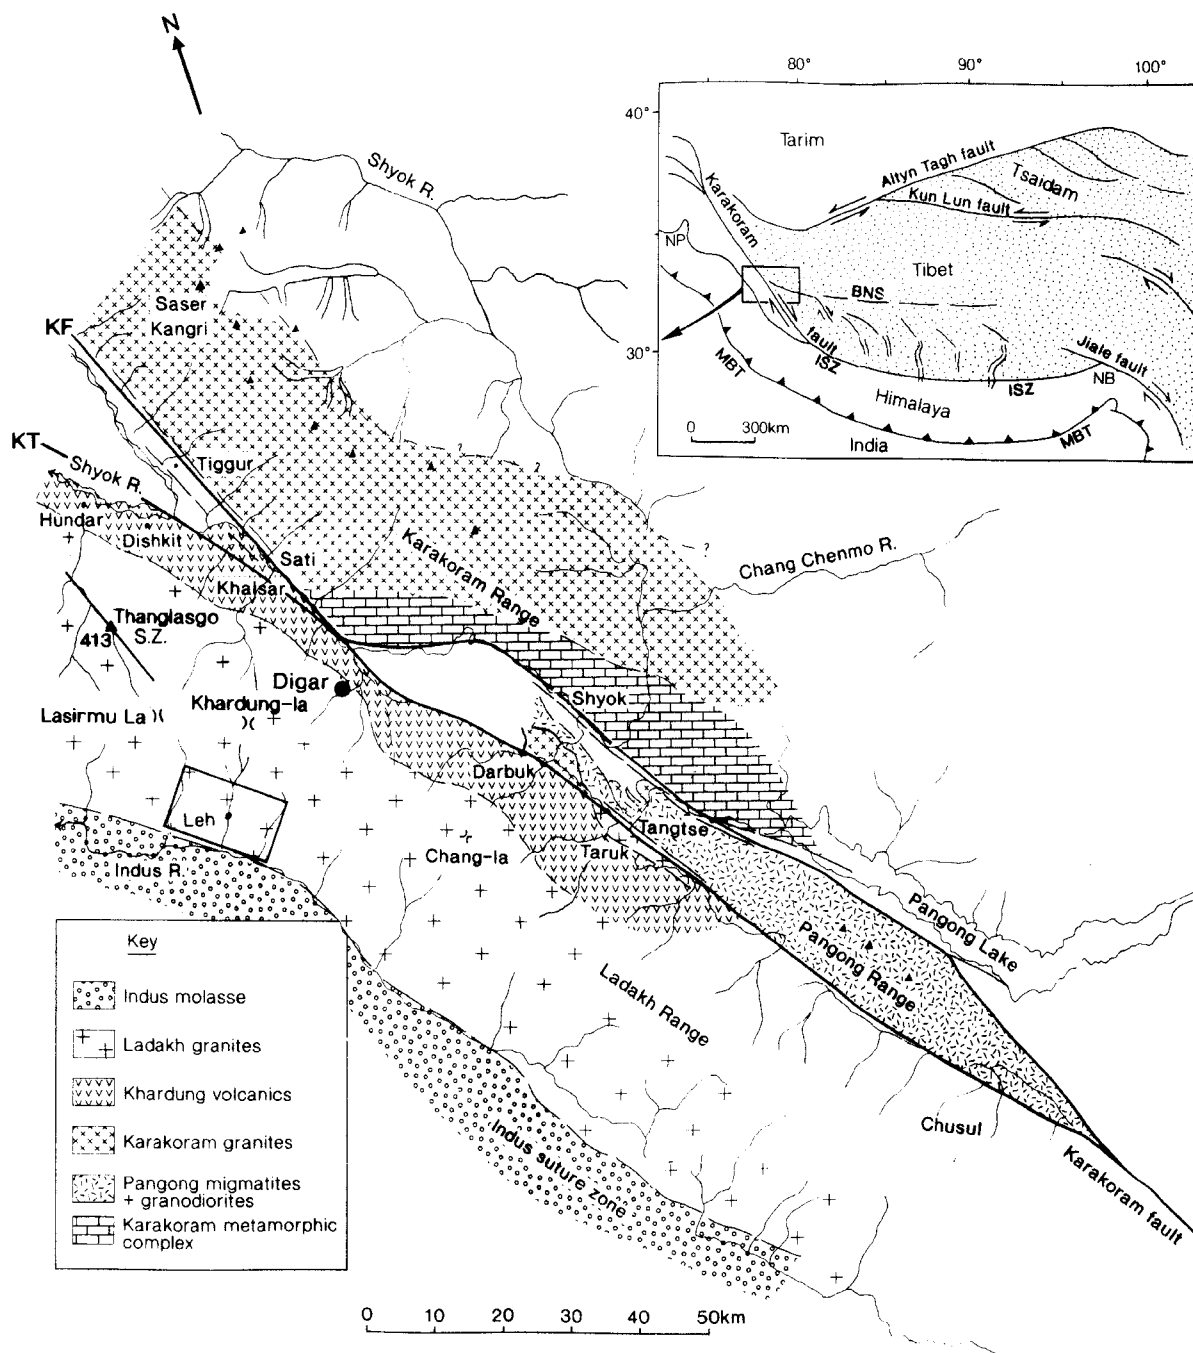 N
80°
90°
100°
40°
30°
Tarim
Altyn Tagh fault
Tsaidam
Kun Lun fault
Karakoram
fault
NP
Tibet
BNS
ISZ
ISZ
Jiale fault
NB
MBT
MBT
Himalaya
India
0 300km
Shyok R.
Saser
Kangri
KF
KT
Shyok R.
Tiggur
Hundar
Dishkit
Sati
Khalsar
?
?
?
Karakoram Range
Chang Chenmo R.
Thanglasgo
S.Z.
413
Digar
Khardung-la
Lasirmu La
Shyok
Darbuk
Leh
Tangtse
Taruk
Chang-la
Indus R.
Pangong Lake
Pangong Range
Ladakh Range
Chusul
Karakoram fault
Indus suture zone
Key
Indus molasse
Ladakh granites
Khardung volcanics
Karakoram granites
Pangong migmatites
+ granodiorites
Karakoram metamorphic
complex
0 10 20 30 40 50km